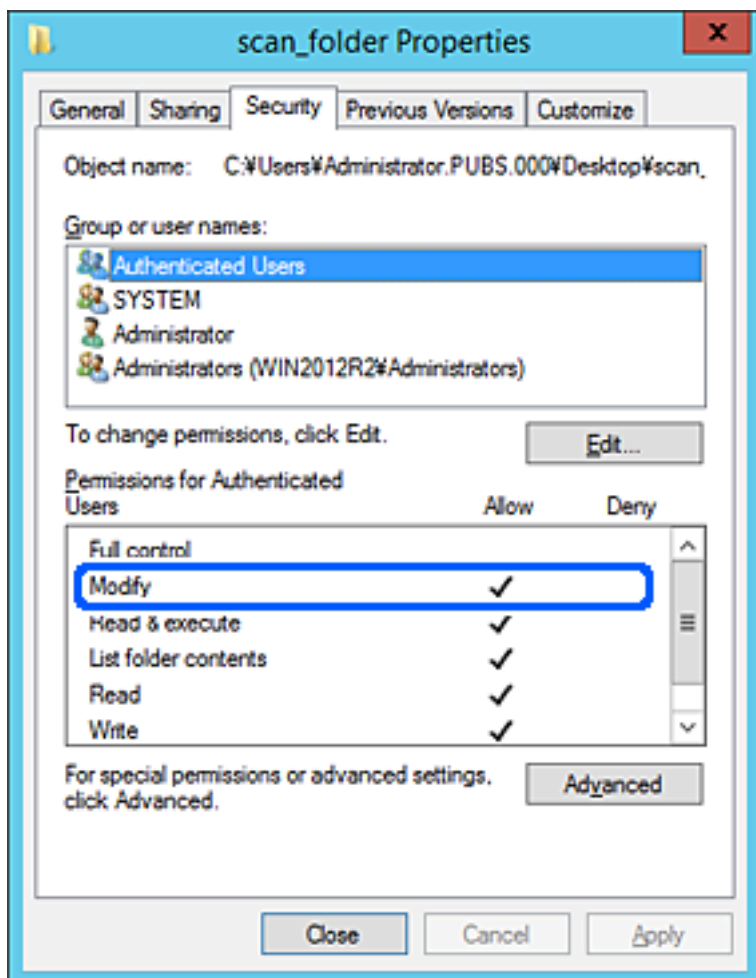 scan_folder Properties
General Sharing Security Previous Versions Customize
Object name: C:¥Users¥Administrator.PUBS.000¥Desktop¥scan_
Group or user names:
Authenticated Users
SYSTEM
Administrator
Administrators (WIN2012R2¥Administrators)
To change permissions, click Edit.
Edit...
Permissions for Authenticated
Users Allow Deny
Full control
Modify
Read & execute
List folder contents
Read
Write
For special permissions or advanced settings,
click Advanced.
Advanced
Close Cancel Apply